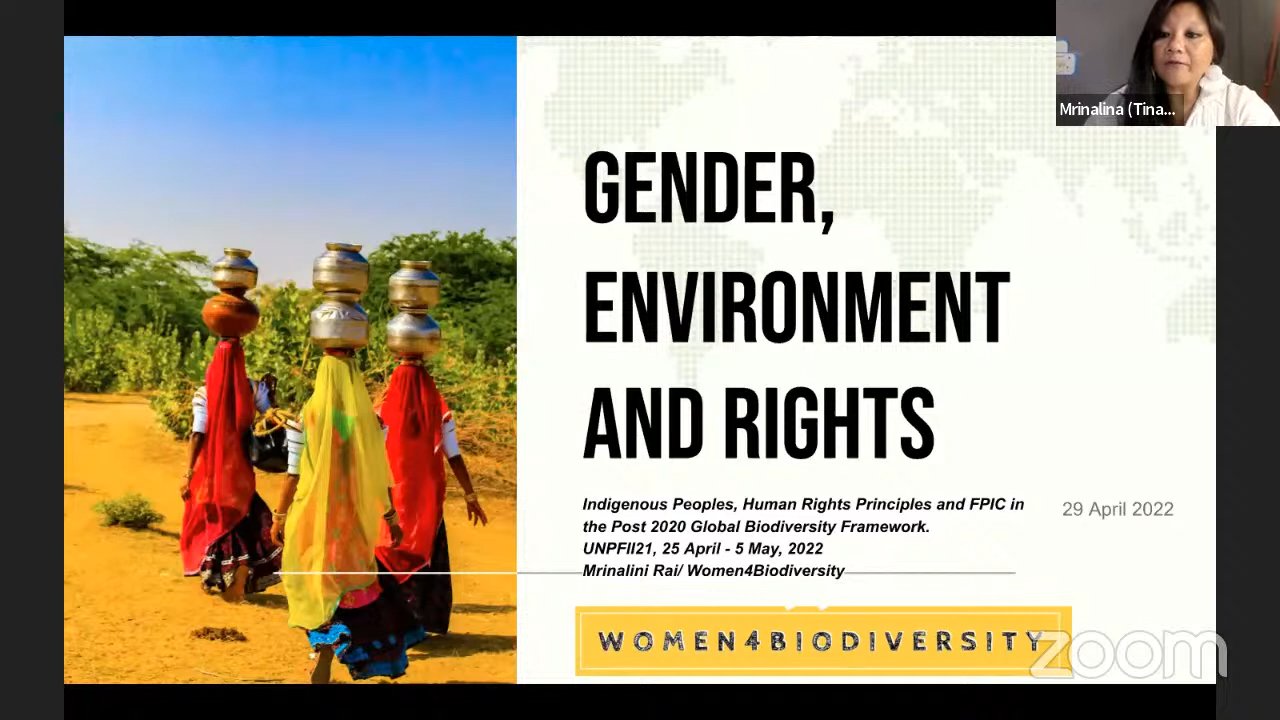 Mrinalina (Tina...
GENDER,
ENVIRONMENT
AND RIGHTS
Indigenous Peoples, Human Rights Principles and FPIC in
the Post 2020 Global Biodiversity Framework.
UNPFII21, 25 April - 5 May, 2022
Mrinalini Rai/ Women4Biodiversity
29 April 2022
WOMEN4BIODIVERSITY
zoom